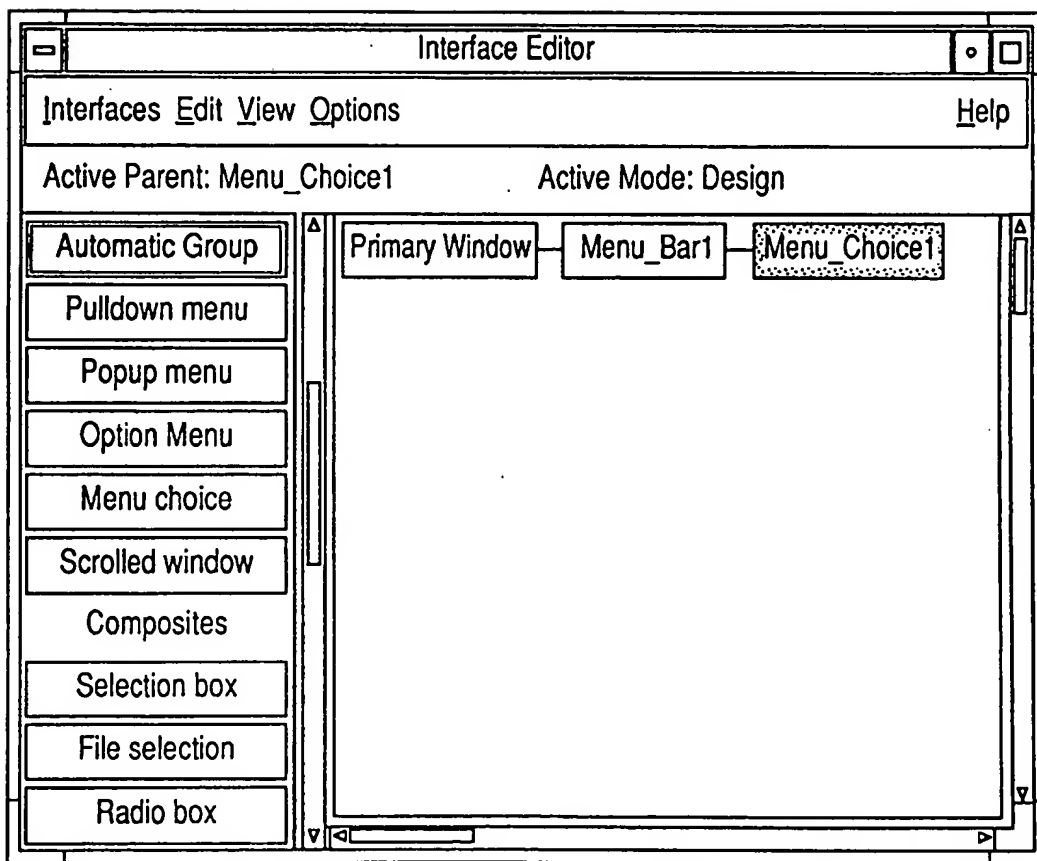 Interface Editor
Interfaces Edit View Options Help
Active Parent: Menu_Choice1 Active Mode: Design
Automatic Group
Pulldown menu
Popup menu
Option Menu
Menu choice
Scrolled window
Composites
Selection box
File selection
Radio box
Primary Window Menu_Bar1 Menu_Choice1